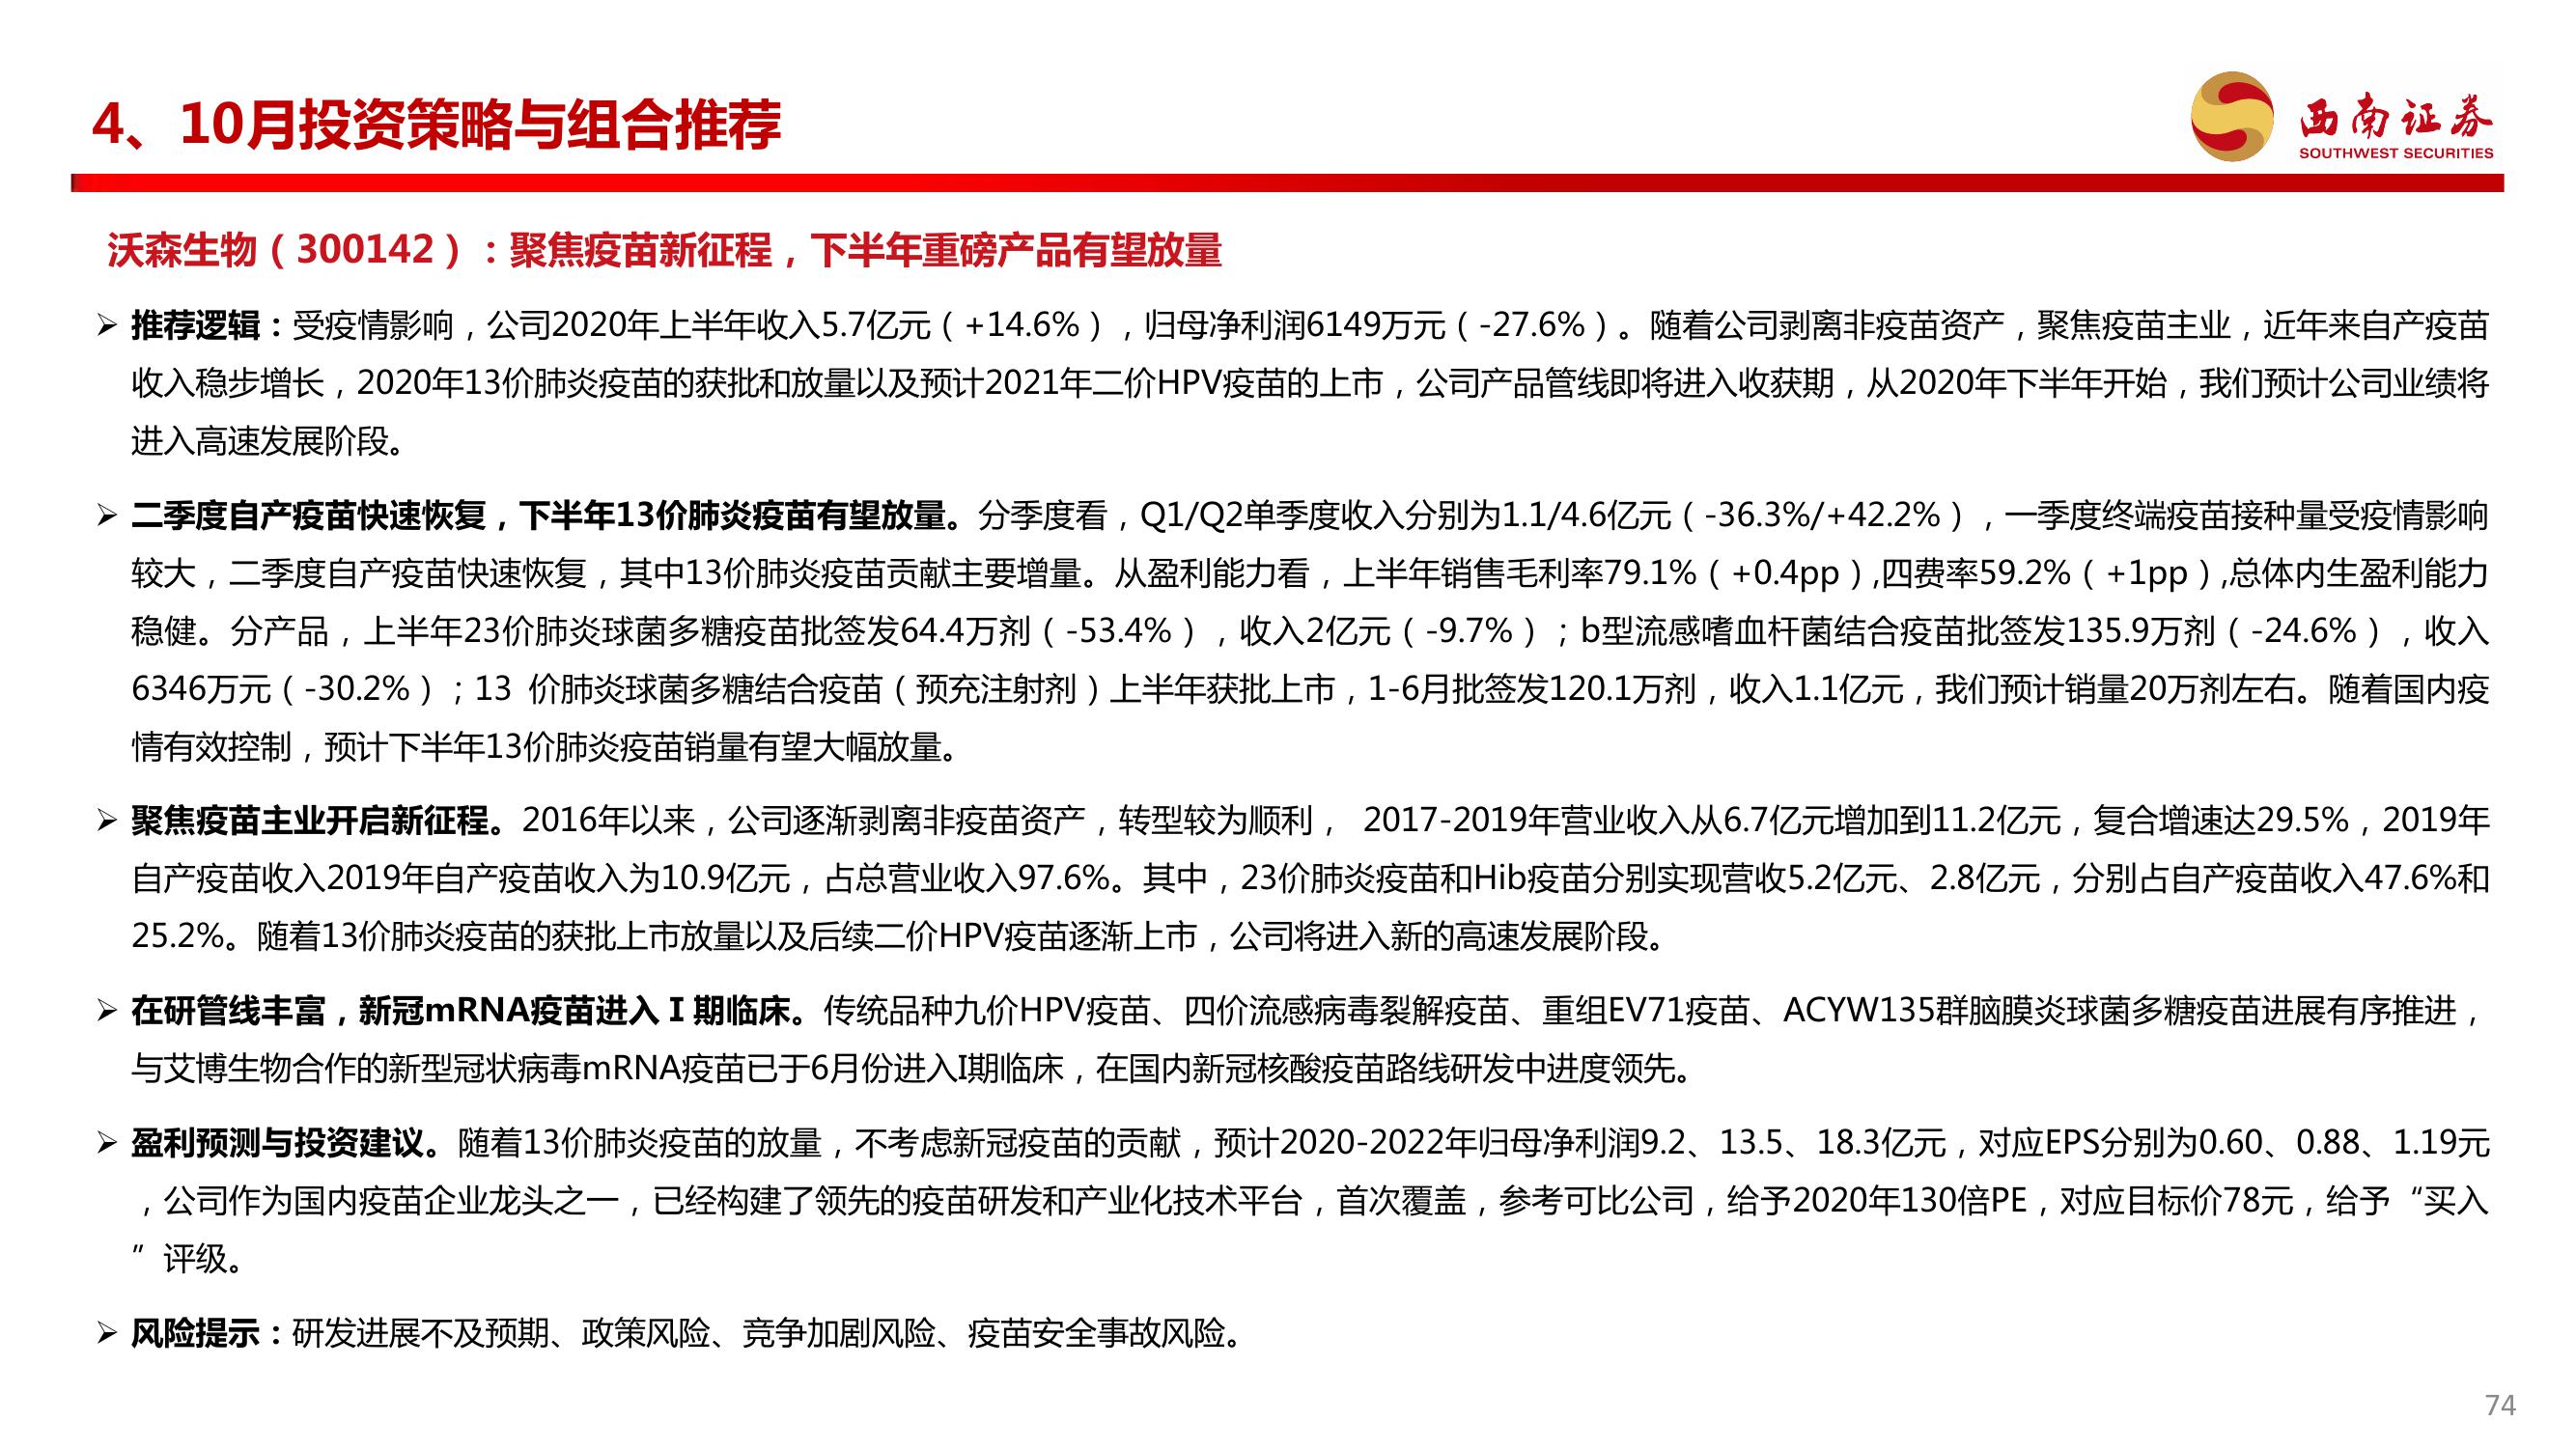 4、10月投资策略与组合推荐
西南证券
SOUTHWEST SECURITIES
沃森生物（300142）：聚焦疫苗新征程，下半年重磅产品有望放量
➢ 推荐逻辑：受疫情影响，公司2020年上半年收入5.7亿元（+14.6%），归母净利润6149万元（-27.6%）。随着公司剥离非疫苗资产，聚焦疫苗主业，近年来自产疫苗
收入稳步增长，2020年13价肺炎疫苗的获批和放量以及预计2021年二价HPV疫苗的上市，公司产品管线即将进入收获期，从2020年下半年开始，我们预计公司业绩将
进入高速发展阶段。
➢ 二季度自产疫苗快速恢复，下半年13价肺炎疫苗有望放量。分季度看，Q1/Q2单季度收入分别为1.1/4.6亿元（-36.3%/+42.2%），一季度终端疫苗接种量受疫情影响
较大，二季度自产疫苗快速恢复，其中13价肺炎疫苗贡献主要增量。从盈利能力看，上半年销售毛利率79.1%（+0.4pp）,四费率59.2%（+1pp）,总体内生盈利能力
稳健。分产品，上半年23价肺炎球菌多糖疫苗批签发64.4万剂（-53.4%），收入2亿元（-9.7%）；b型流感嗜血杆菌结合疫苗批签发135.9万剂（-24.6%），收入
6346万元（-30.2%）；13 价肺炎球菌多糖结合疫苗（预充注射剂）上半年获批上市，1-6月批签发120.1万剂，收入1.1亿元，我们预计销量20万剂左右。随着国内疫
情有效控制，预计下半年13价肺炎疫苗销量有望大幅放量。
➢ 聚焦疫苗主业开启新征程。2016年以来，公司逐渐剥离非疫苗资产，转型较为顺利， 2017-2019年营业收入从6.7亿元增加到11.2亿元，复合增速达29.5%，2019年
自产疫苗收入2019年自产疫苗收入为10.9亿元，占总营业收入97.6%。其中，23价肺炎疫苗和Hib疫苗分别实现营收5.2亿元、2.8亿元，分别占自产疫苗收入47.6%和
25.2%。随着13价肺炎疫苗的获批上市放量以及后续二价HPV疫苗逐渐上市，公司将进入新的高速发展阶段。
➢ 在研管线丰富，新冠mRNA疫苗进入Ⅰ期临床。传统品种九价HPV疫苗、四价流感病毒裂解疫苗、重组EV71疫苗、ACYW135群脑膜炎球菌多糖疫苗进展有序推进，
与艾博生物合作的新型冠状病毒mRNA疫苗已于6月份进入I期临床，在国内新冠核酸疫苗路线研发中进度领先。
➢ 盈利预测与投资建议。随着13价肺炎疫苗的放量，不考虑新冠疫苗的贡献，预计2020-2022年归母净利润9.2、13.5、18.3亿元，对应EPS分别为0.60、0.88、1.19元
，公司作为国内疫苗企业龙头之一，已经构建了领先的疫苗研发和产业化技术平台，首次覆盖，参考可比公司，给予2020年130倍PE，对应目标价78元，给予“买入
”评级。
➢ 风险提示：研发进展不及预期、政策风险、竞争加剧风险、疫苗安全事故风险。
74